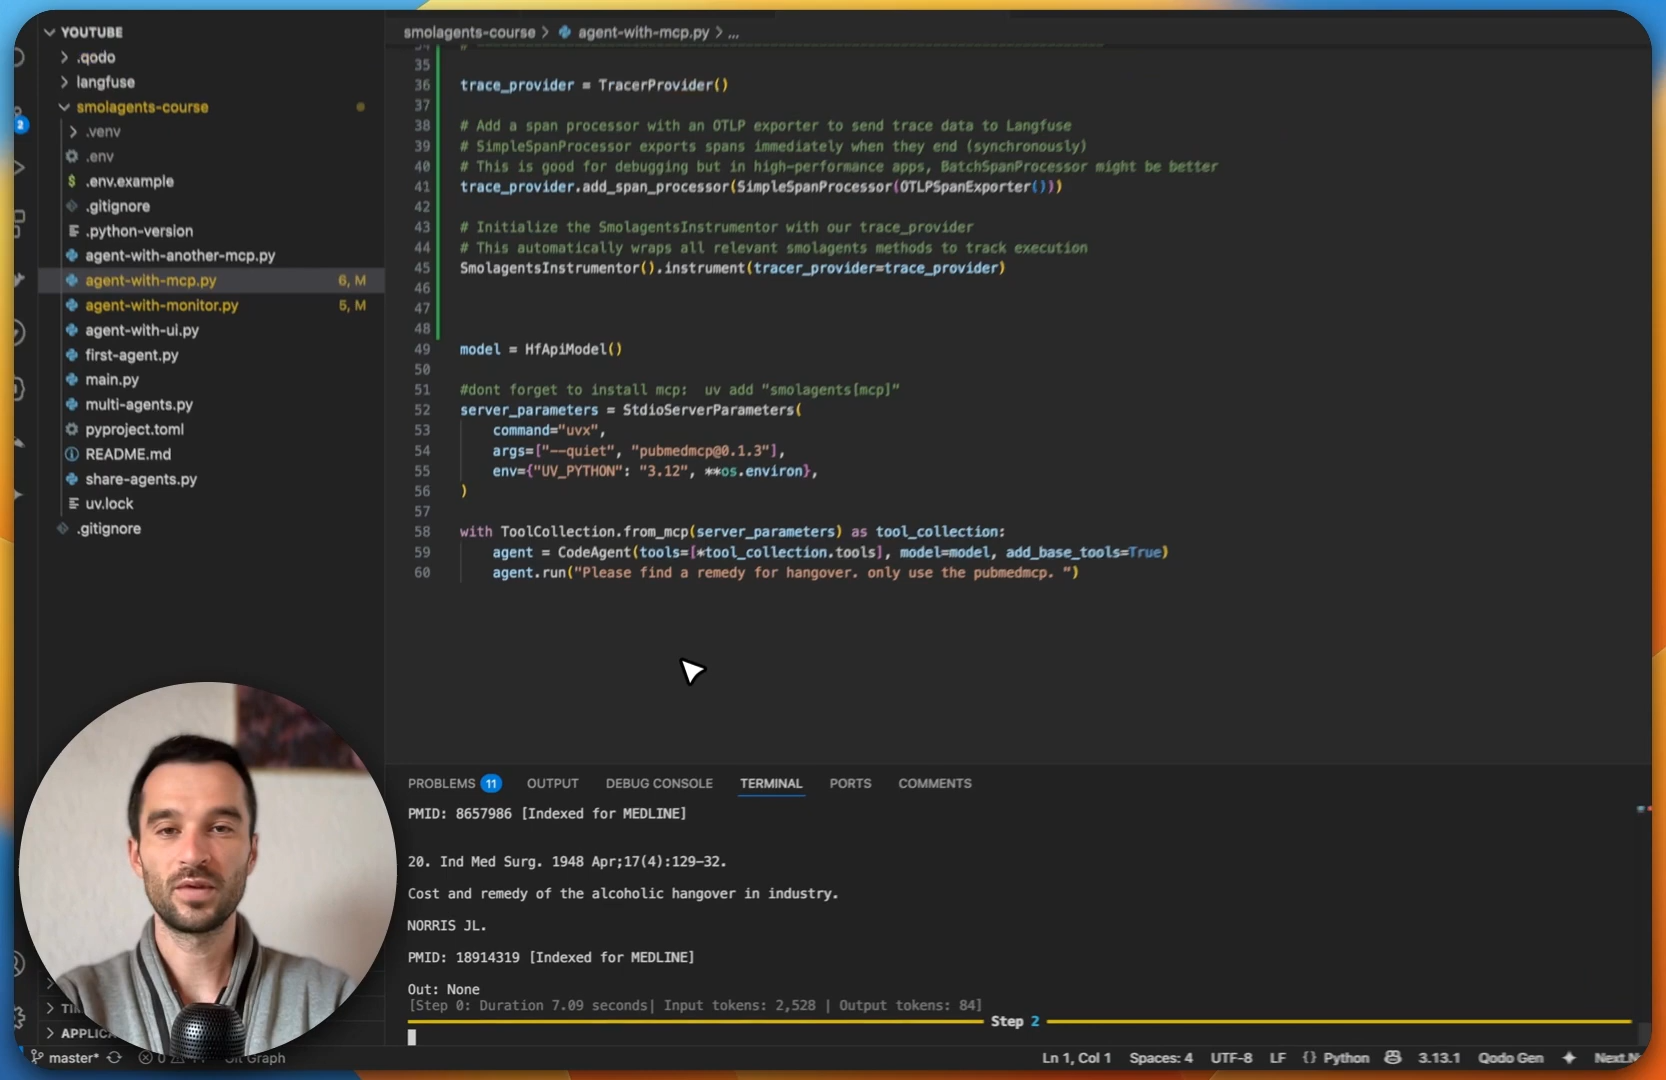 YOUTUBE
.qodo
langfuse
smolagents-course
.venv
.env
.env.example
.gitignore
.python-version
agent-with-another-mcp.py
agent-with-mcp.py 6, M
agent-with-monitor.py 5, M
agent-with-ui.py
first-agent.py
main.py
multi-agents.py
pyproject.toml
README.md
share-agents.py
uv.lock
.gitignore
2
APPLIC
smolagents-course > agent-with-mcp.py > ...
34
35
36 trace_provider = TracerProvider()
37
38 # Add a span processor with an OTLP exporter to send trace data to Langfuse
39 # SimpleSpanProcessor exports spans immediately when they end (synchronously)
40 # This is good for debugging but in high-performance apps, BatchSpanProcessor might be better
41 trace_provider.add_span_processor(SimpleSpanProcessor(OTLPSpanExporter()))
42
43 # Initialize the SmolagentsInstrumentor with our trace_provider
44 # This automatically wraps all relevant smolagents methods to track execution
45 SmolagentsInstrumentor().instrument(tracer_provider=trace_provider)
46
47
48
49 model = HfApiModel()
50
51 #dont forget to install mcp:  uv add "smolagents[mcp]"
52 server_parameters = StdioServerParameters(
53 command="uvx",
54 args=["--quiet", "pubmedmcp@0.1.3"],
55 env={"UV_PYTHON": "3.12", **os.environ},
56 )
57
58 with ToolCollection.from_mcp(server_parameters) as tool_collection:
59 agent = CodeAgent(tools=[*tool_collection.tools], model=model, add_base_tools=True)
60 agent.run("Please find a remedy for hangover. only use the pubmedmcp. ")
PROBLEMS 11 OUTPUT DEBUG CONSOLE TERMINAL PORTS COMMENTS
PMID: 8657986 [Indexed for MEDLINE]
20. Ind Med Surg. 1948 Apr;17(4):129-32.
Cost and remedy of the alcoholic hangover in industry.
NORRIS JL.
PMID: 18914319 [Indexed for MEDLINE]
Out: None
[Step 0: Duration 7.09 seconds| Input tokens: 2,528 | Output tokens: 84]
Step 2
master* 0 Graph Ln 1, Col 1 Spaces: 4 UTF-8 LF {} Python 3.13.1 Qodo Gen